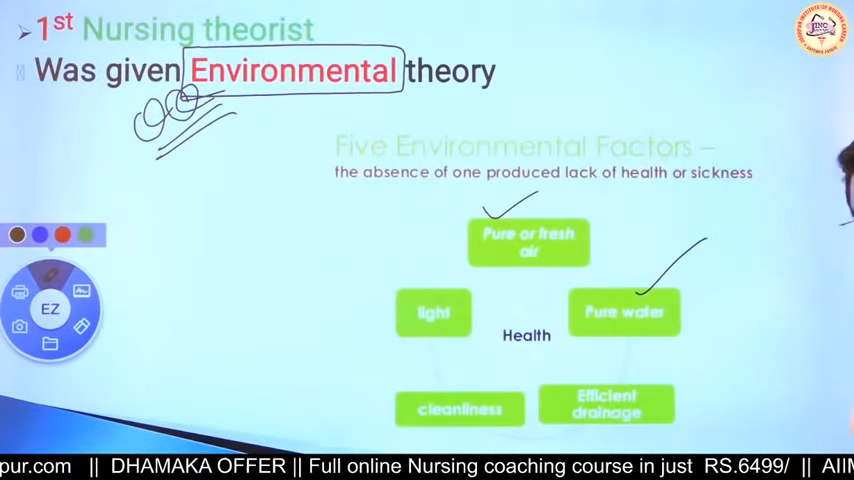 1st Nursing theorist
Was given Environmental theory
Five Environmental Factors –
the absence of one produced lack of health or sickness
Pure or fresh
air
light
Pure water
Health
cleanliness
Efficient
drainage
EZ
JINC
pur.com || DHAMAKA OFFER || Full online Nursing coaching course in just RS.6499/ || AIIM